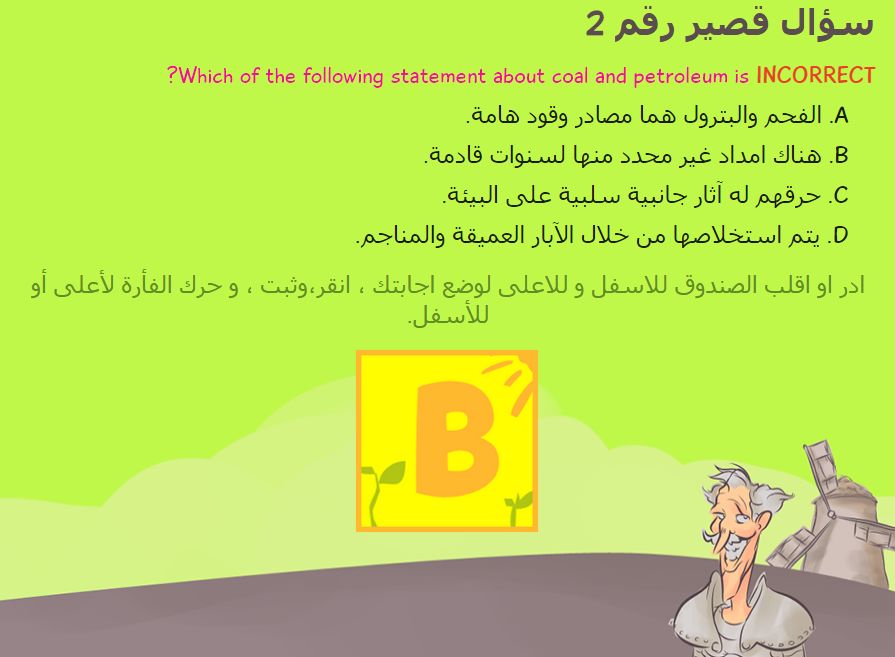 سؤال قصير رقم 2
Which of the following statement about coal and petroleum is INCORRECT?
A. الفحم والبترول هما مصادر وقود هامة.
B. هناك امداد غير محدد منها لسنوات قادمة.
C. حرقهم له آثار جانبية سلبية على البيئة.
D. يتم استخلاصها من خلال الآبار العميقة والمناجم.
ادر او اقلب الصندوق للاسفل و للاعلى لوضع اجابتك ، انقر،وثبت ، و حرك الفأرة لأعلى أو
للأسفل.
B